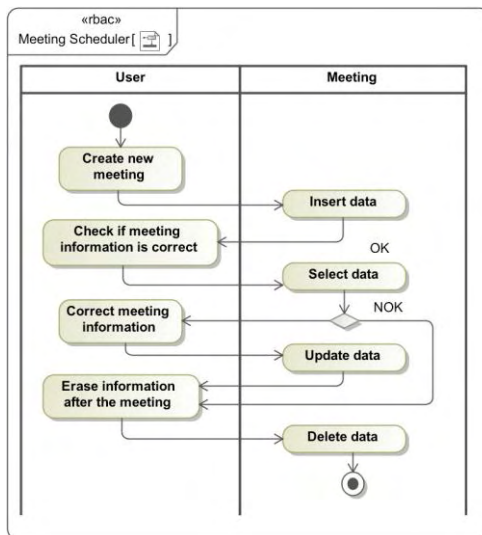 «rbac»
Meeting Scheduler[ ]
User
Meeting
Create new
meeting
Insert data
Check if meeting
information is correct
OK
Select data
NOK
Correct meeting
information
Update data
Erase information
after the meeting
Delete data